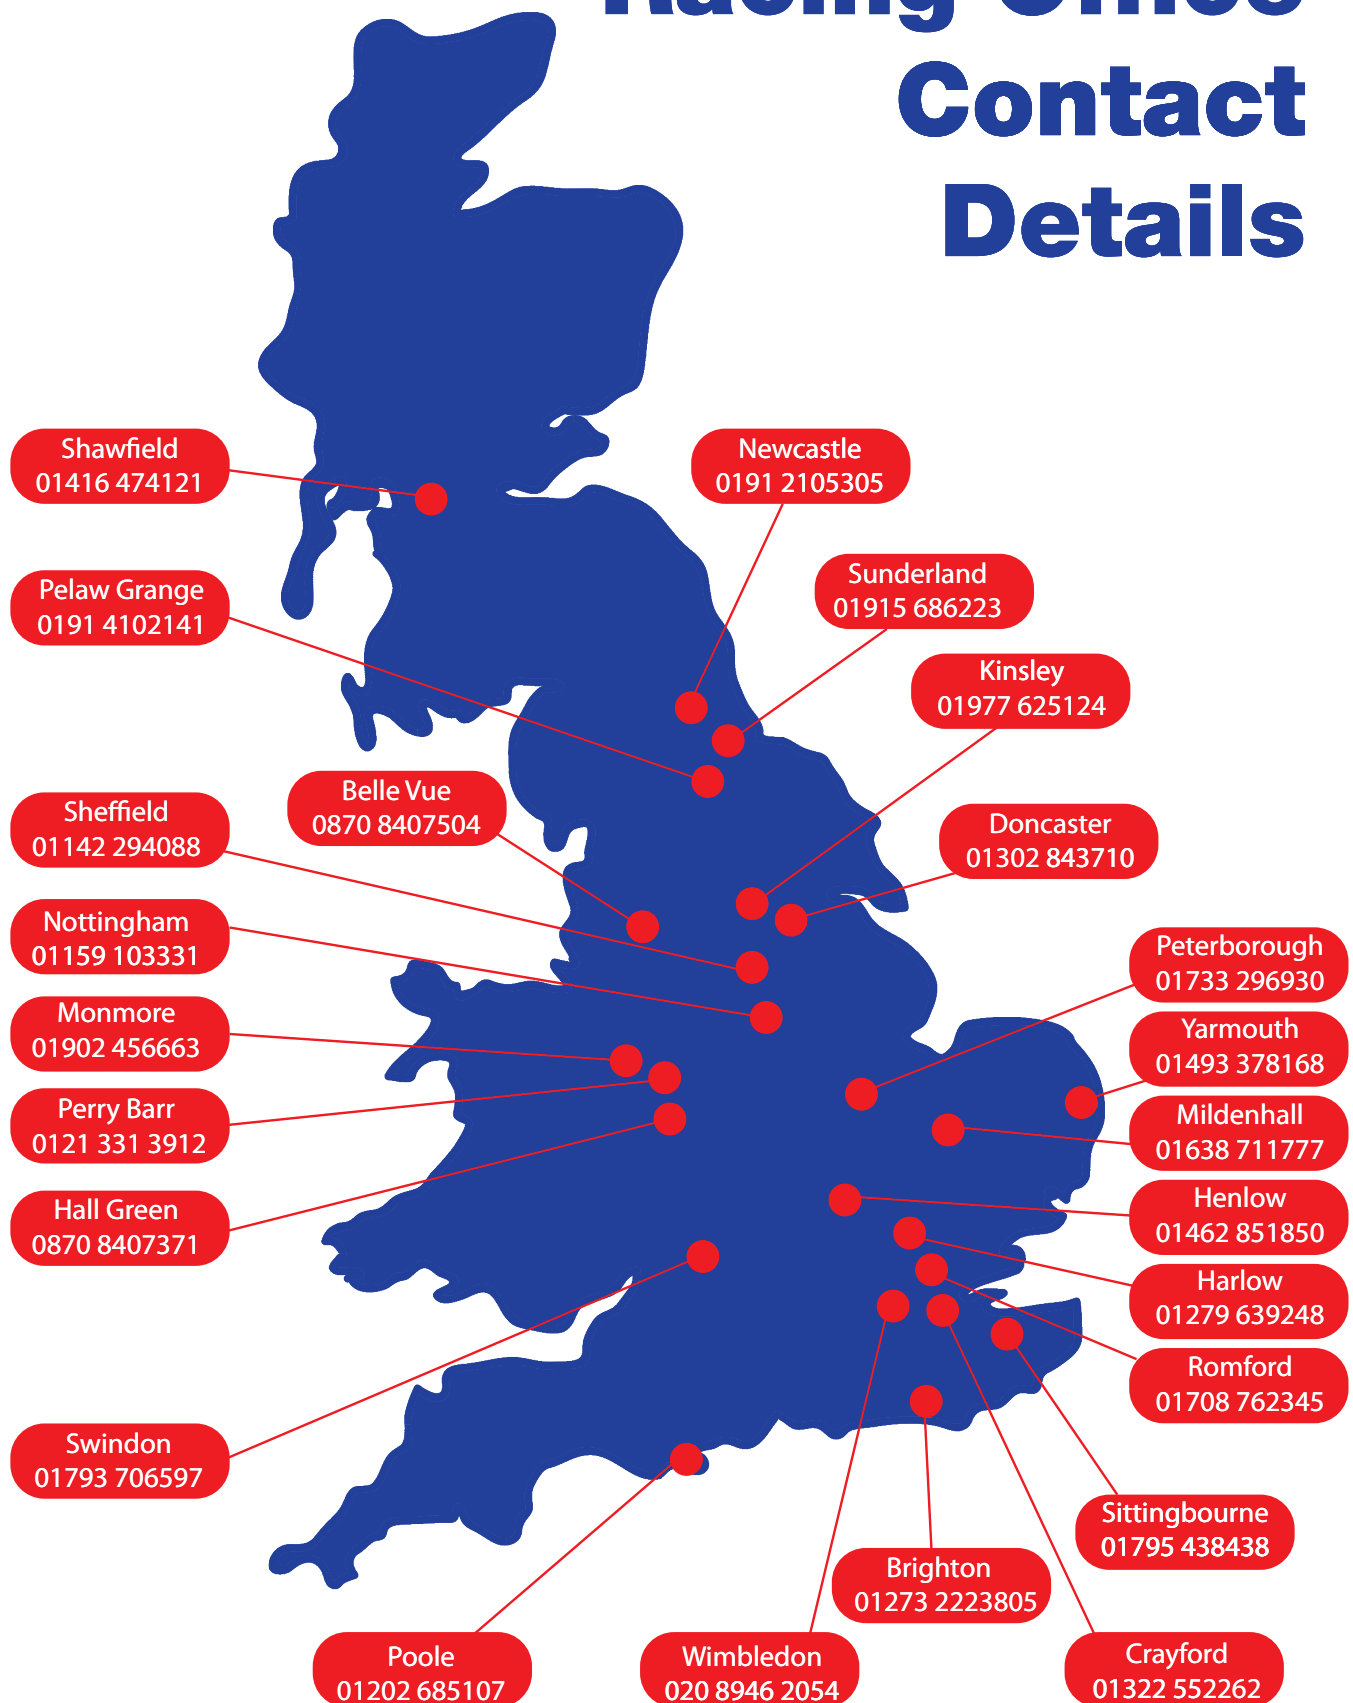 Racing Office
Contact
Details
Shawfield
01416 474121
Newcastle
0191 2105305
Sunderland
01915 686223
Pelaw Grange
0191 4102141
Kinsley
01977 625124
Belle Vue
0870 8407504
Sheffield
01142 294088
Doncaster
01302 843710
Nottingham
01159 103331
Peterborough
01733 296930
Monmore
01902 456663
Yarmouth
01493 378168
Perry Barr
0121 331 3912
Mildenhall
01638 711777
Hall Green
0870 8407371
Henlow
01462 851850
Harlow
01279 639248
Romford
01708 762345
Swindon
01793 706597
Sittingbourne
01795 438438
Brighton
01273 2223805
Poole
01202 685107
Wimbledon
020 8946 2054
Crayford
01322 552262